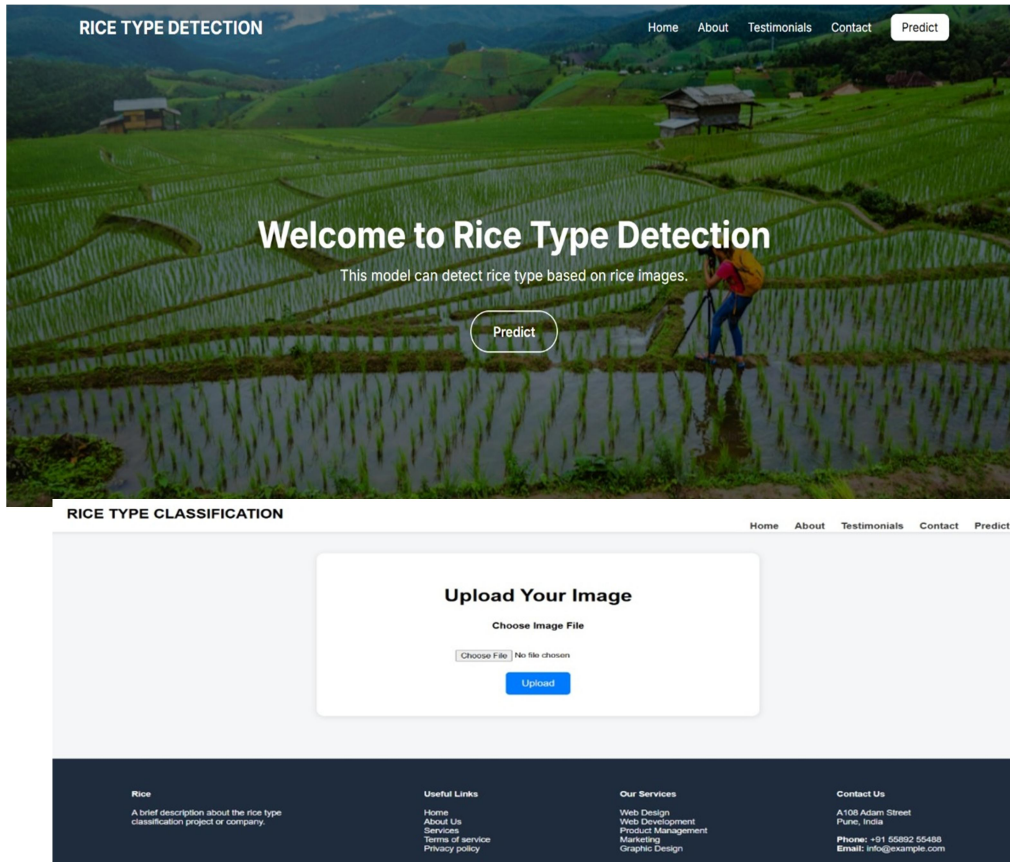 RICE TYPE DETECTION
Home About Testimonials Contact Predict
Welcome to Rice Type Detection
This model can detect rice type based on rice images.
Predict
RICE TYPE CLASSIFICATION
Home About Testimonials Contact Predict
Upload Your Image
Choose Image File
Choose File No file chosen
Upload
Rice
A brief description about the rice type
classification project or company.
Useful Links
Home
About Us
Services
Terms of service
Privacy policy
Our Services
Web Design
Web Development
Product Management
Marketing
Graphic Design
Contact Us
A108 Adam Street
Pune, India
Phone: +91 55892 55488
Email: info@example.com